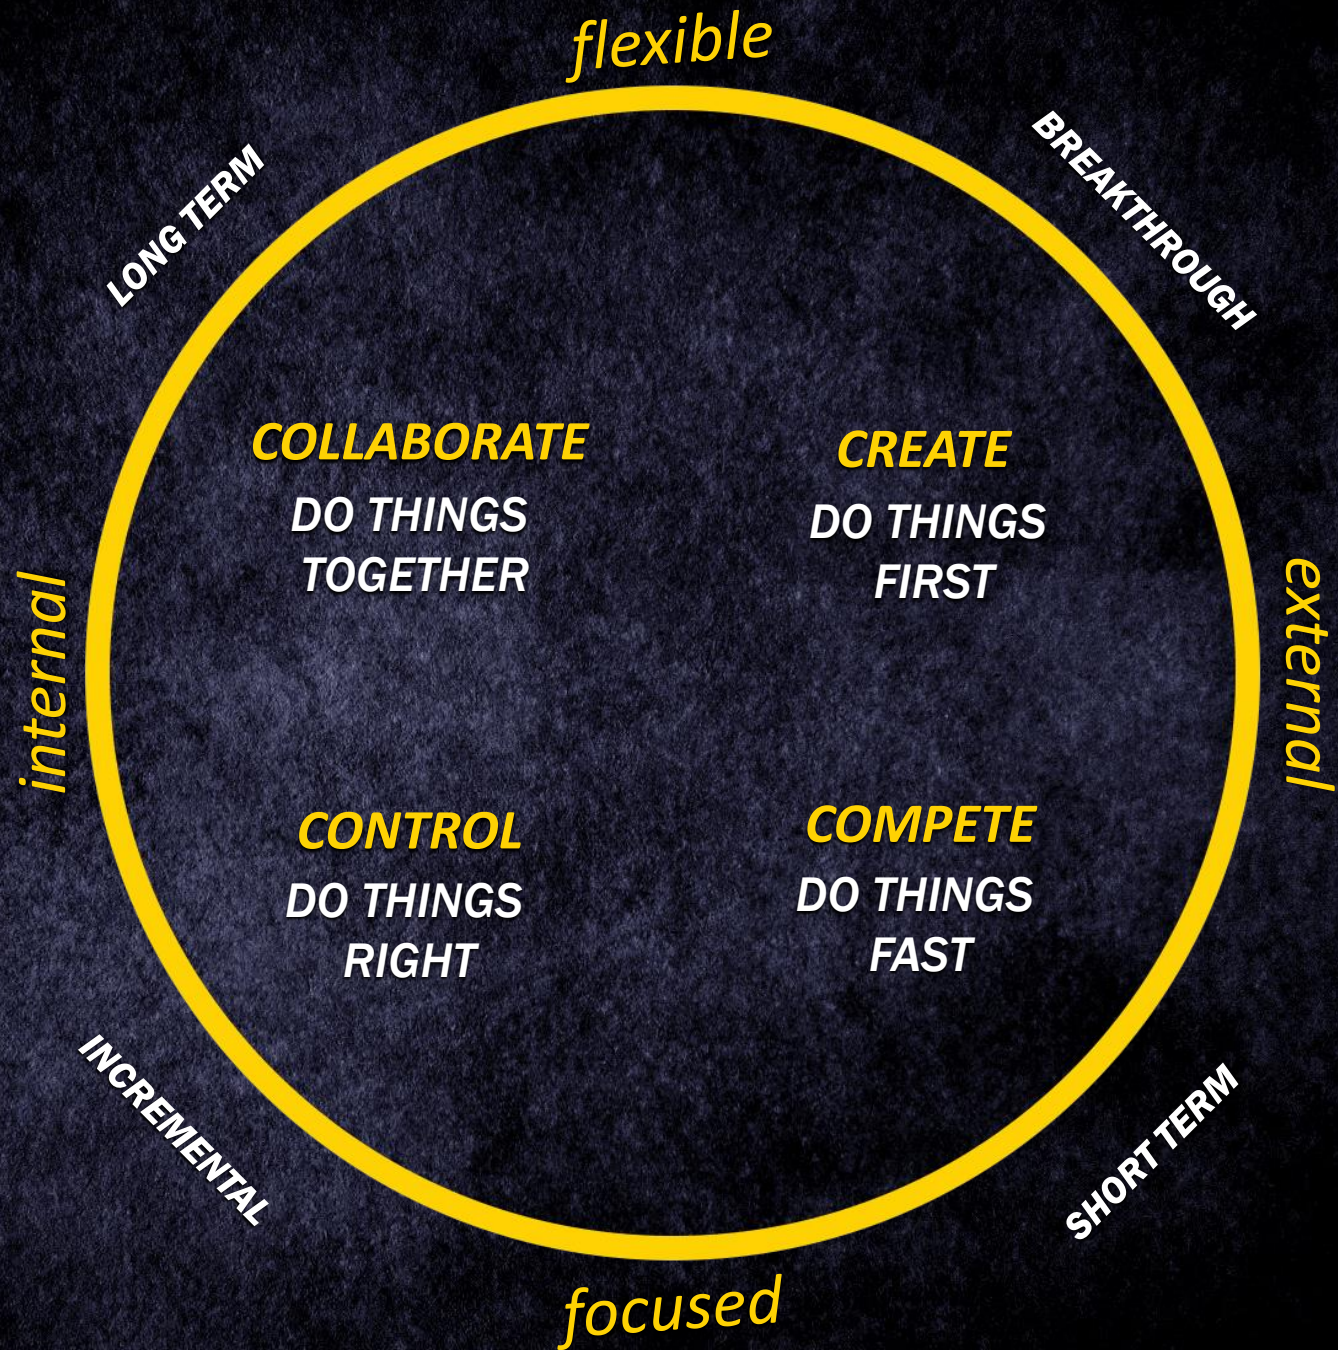 flexible
LONG TERM
BREAKTHROUGH
COLLABORATE
DO THINGS
TOGETHER
CREATE
DO THINGS
FIRST
internal
external
CONTROL
DO THINGS
RIGHT
COMPETE
DO THINGS
FAST
INCREMENTAL
SHORT TERM
focused